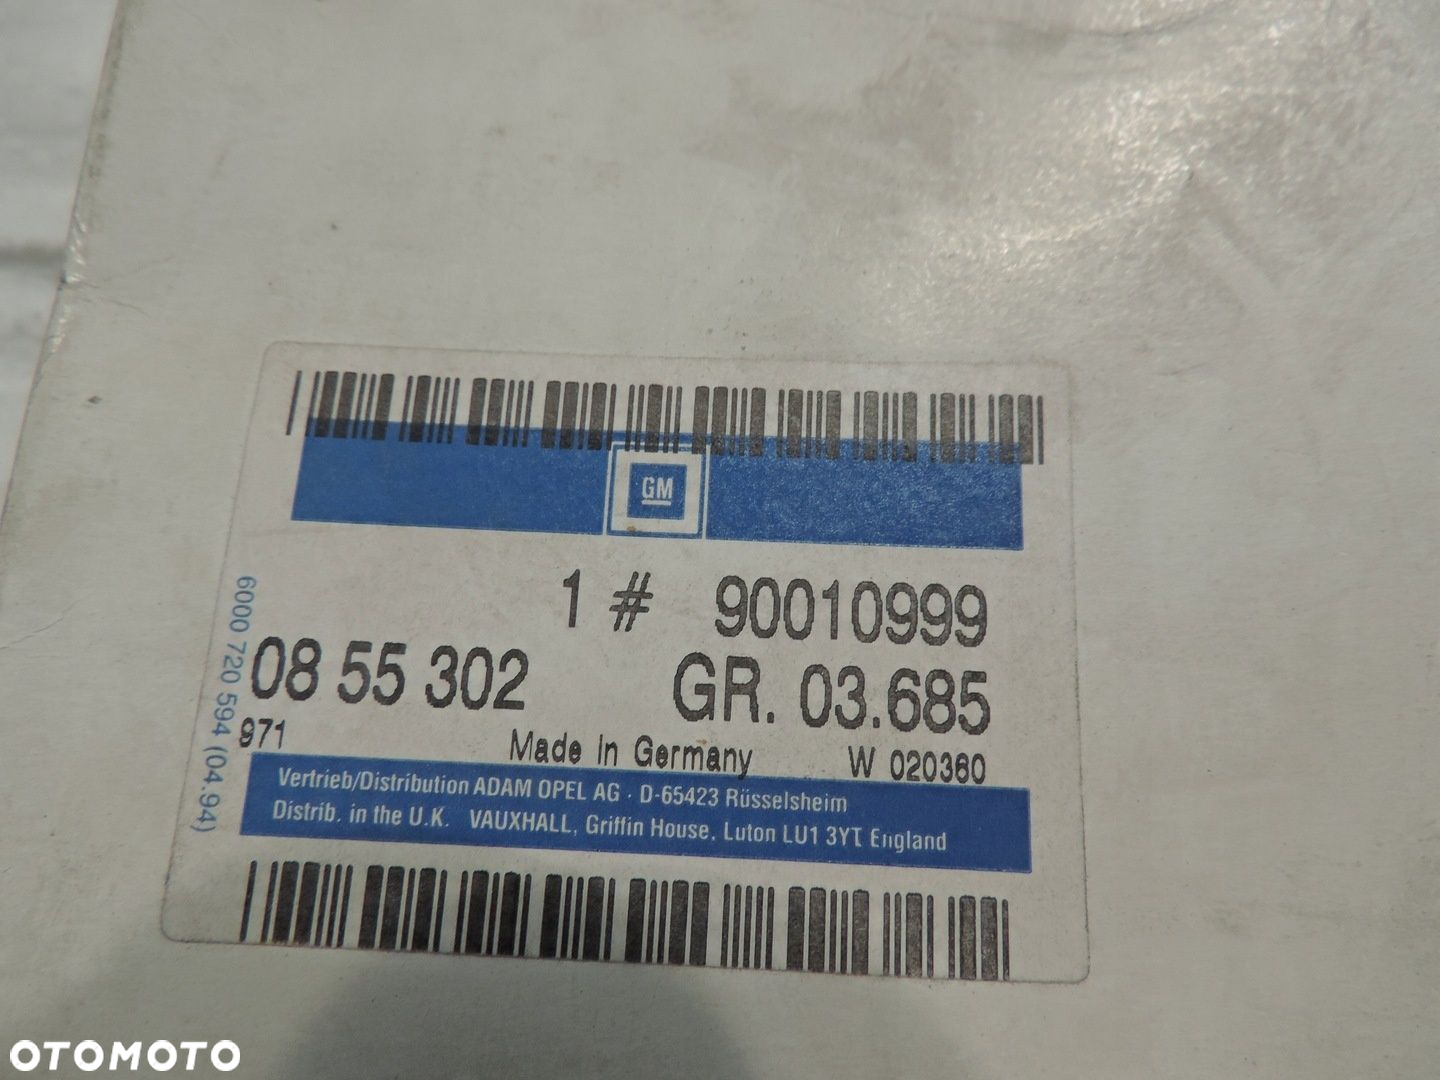 GM
1 # 90010999
08 55 302 GR. 03.685
971 Made in Germany W 020360
Vertrieb/Distribution ADAM OPEL AG · D-65423 Rüsselsheim
Distrib. in the U.K. VAUXHALL, Griffin House, Luton LU1 3YT England
6000 720 594 (04.94)
OTOMOTO